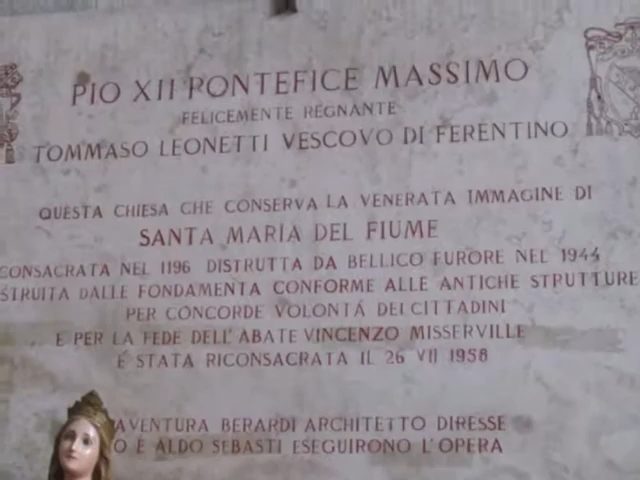 PIO XII PONTEFICE MASSIMO
FELICEMENTE REGNANTE
TOMMASO LEONETTI VESCOVO DI FERENTINO
QUESTA CHIESA CHE CONSERVA LA VENERATA IMMAGINE DI
SANTA MARIA DEL FIUME
CONSACRATA NEL 1196 DISTRUTTA DA BELLICO FURORE NEL 1944
STRUITA DALLE FONDAMENTA CONFORME ALLE ANTICHE STRUTTURE
PER CONCORDE VOLONTÁ DEI CITTADINI
E PER LA FEDE DELL'ABATE VINCENZO MISSERVILLE
É STATA RICONSACRATA IL 26 VII 1958
AVENTURA BERARDI ARCHITETTO DIRESSE
O E ALDO SEBASTI ESEGUIRONO L'OPERA